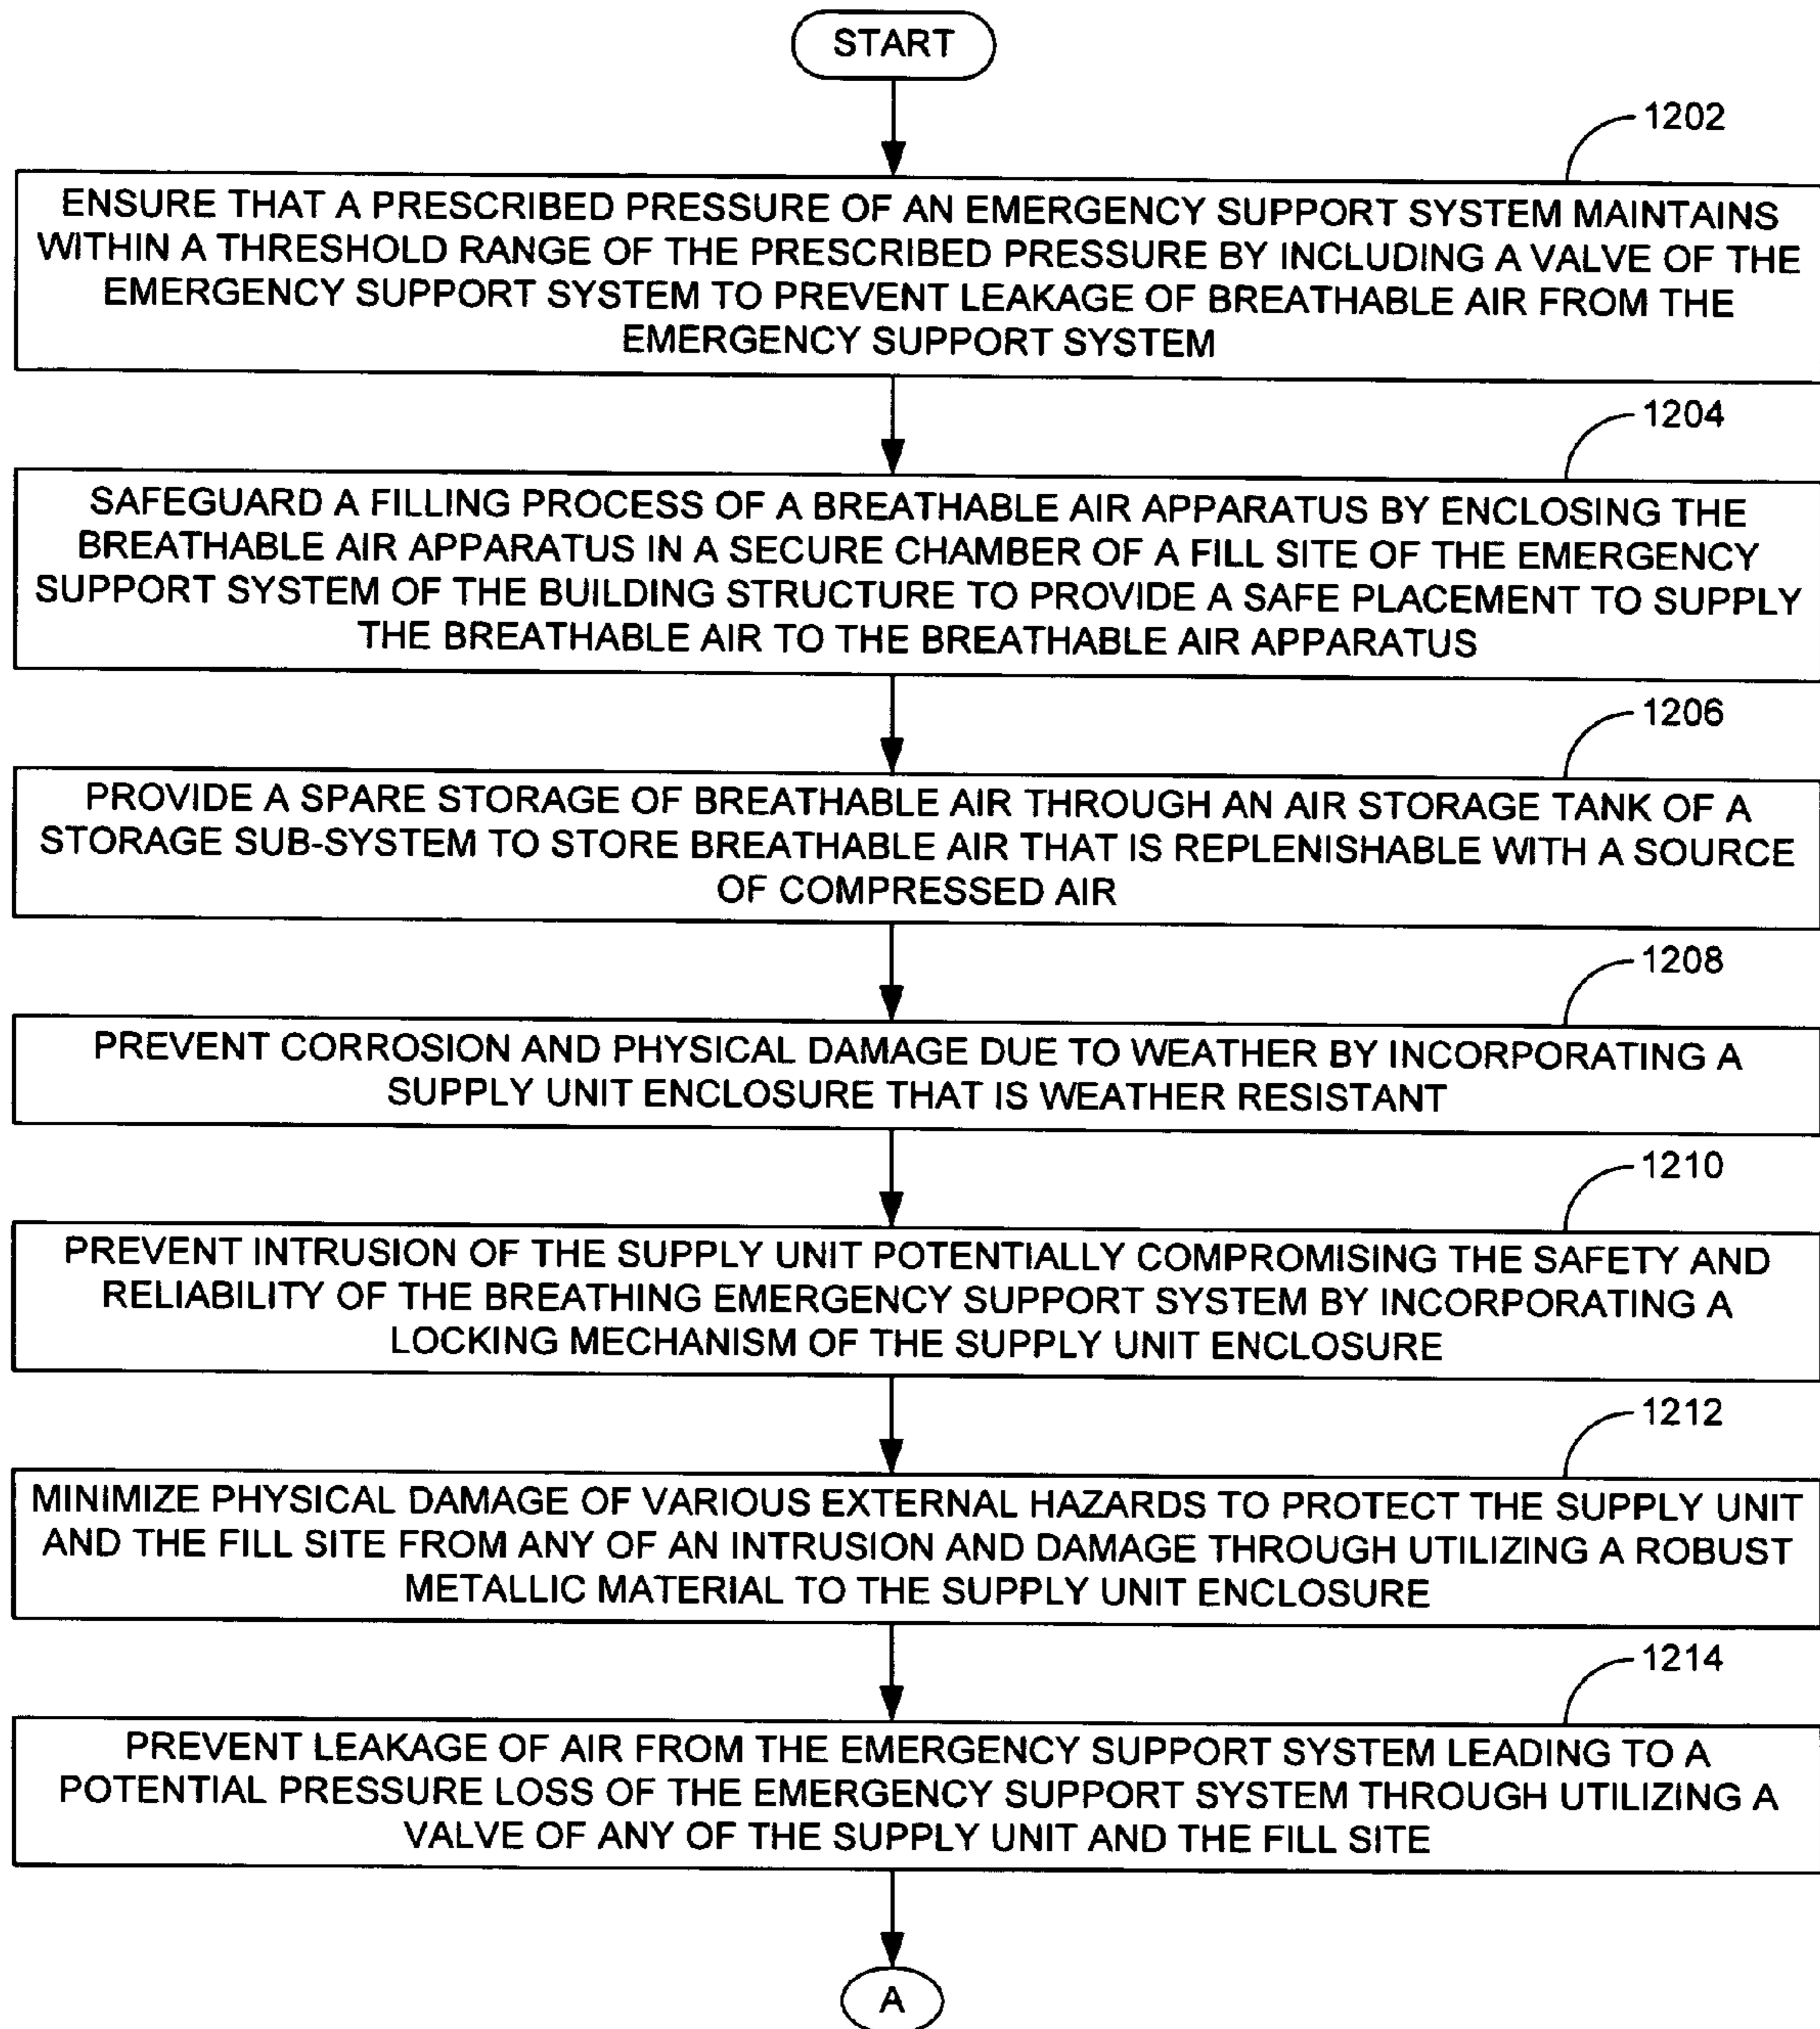 START
1202
ENSURE THAT A PRESCRIBED PRESSURE OF AN EMERGENCY SUPPORT SYSTEM MAINTAINS
WITHIN A THRESHOLD RANGE OF THE PRESCRIBED PRESSURE BY INCLUDING A VALVE OF THE
EMERGENCY SUPPORT SYSTEM TO PREVENT LEAKAGE OF BREATHABLE AIR FROM THE
EMERGENCY SUPPORT SYSTEM
1204
SAFEGUARD A FILLING PROCESS OF A BREATHABLE AIR APPARATUS BY ENCLOSING THE
BREATHABLE AIR APPARATUS IN A SECURE CHAMBER OF A FILL SITE OF THE EMERGENCY
SUPPORT SYSTEM OF THE BUILDING STRUCTURE TO PROVIDE A SAFE PLACEMENT TO SUPPLY
THE BREATHABLE AIR TO THE BREATHABLE AIR APPARATUS
1206
PROVIDE A SPARE STORAGE OF BREATHABLE AIR THROUGH AN AIR STORAGE TANK OF A
STORAGE SUB-SYSTEM TO STORE BREATHABLE AIR THAT IS REPLENISHABLE WITH A SOURCE
OF COMPRESSED AIR
1208
PREVENT CORROSION AND PHYSICAL DAMAGE DUE TO WEATHER BY INCORPORATING A
SUPPLY UNIT ENCLOSURE THAT IS WEATHER RESISTANT
1210
PREVENT INTRUSION OF THE SUPPLY UNIT POTENTIALLY COMPROMISING THE SAFETY AND
RELIABILITY OF THE BREATHING EMERGENCY SUPPORT SYSTEM BY INCORPORATING A
LOCKING MECHANISM OF THE SUPPLY UNIT ENCLOSURE
1212
MINIMIZE PHYSICAL DAMAGE OF VARIOUS EXTERNAL HAZARDS TO PROTECT THE SUPPLY UNIT
AND THE FILL SITE FROM ANY OF AN INTRUSION AND DAMAGE THROUGH UTILIZING A ROBUST
METALLIC MATERIAL TO THE SUPPLY UNIT ENCLOSURE
1214
PREVENT LEAKAGE OF AIR FROM THE EMERGENCY SUPPORT SYSTEM LEADING TO A
POTENTIAL PRESSURE LOSS OF THE EMERGENCY SUPPORT SYSTEM THROUGH UTILIZING A
VALVE OF ANY OF THE SUPPLY UNIT AND THE FILL SITE
A